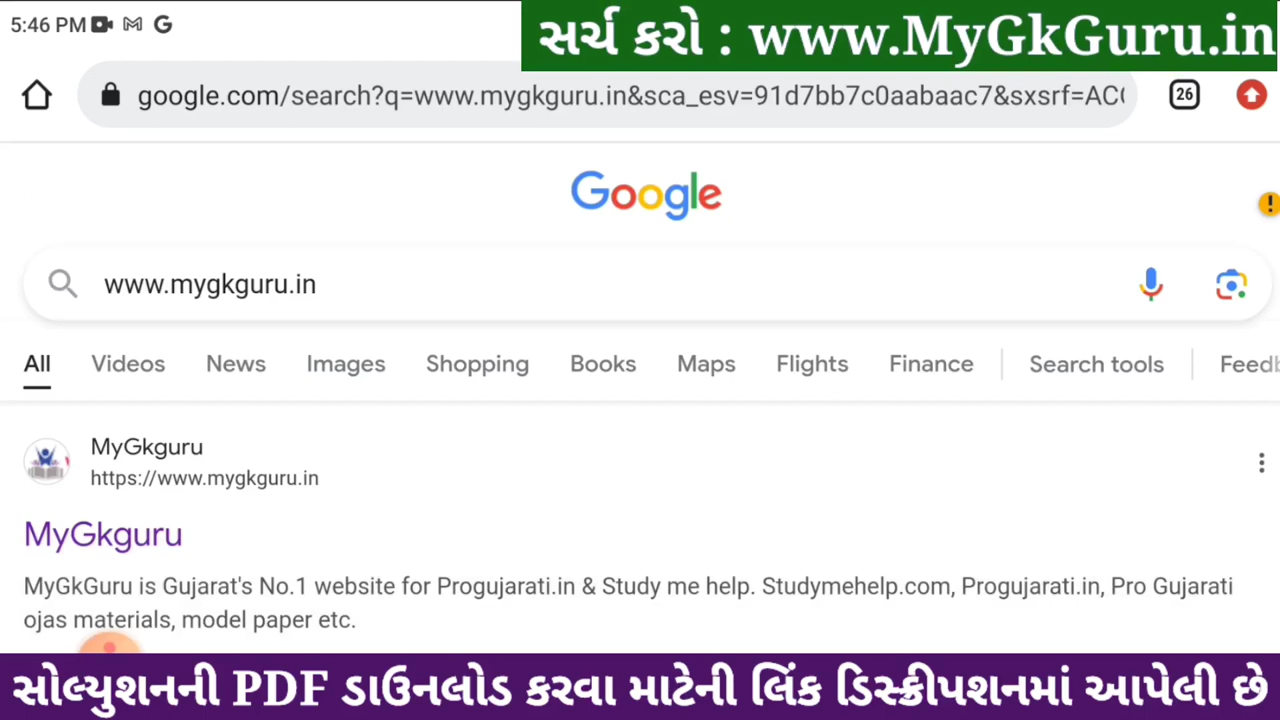 5:46 PM
સર્ચ કરો : www.MyGkGuru.in
google.com/search?q=www.mygkguru.in&sca_esv=91d7bb7c0aabaac7&sxsrf=AC
26
Google
www.mygkguru.in
All Videos News Images Shopping Books Maps Flights Finance Search tools Feedb
MyGkguru
https://www.mygkguru.in
MyGkguru
MyGkGuru is Gujarat's No.1 website for Progujarati.in & Study me help. Studymehelp.com, Progujarati.in, Pro Gujarati
ojas materials, model paper etc.
સોલ્યુશનની PDF ડાઉનલોડ કરવા માટેની લિંક ડિસ્ક્રીપશનમાં આપેલી છે